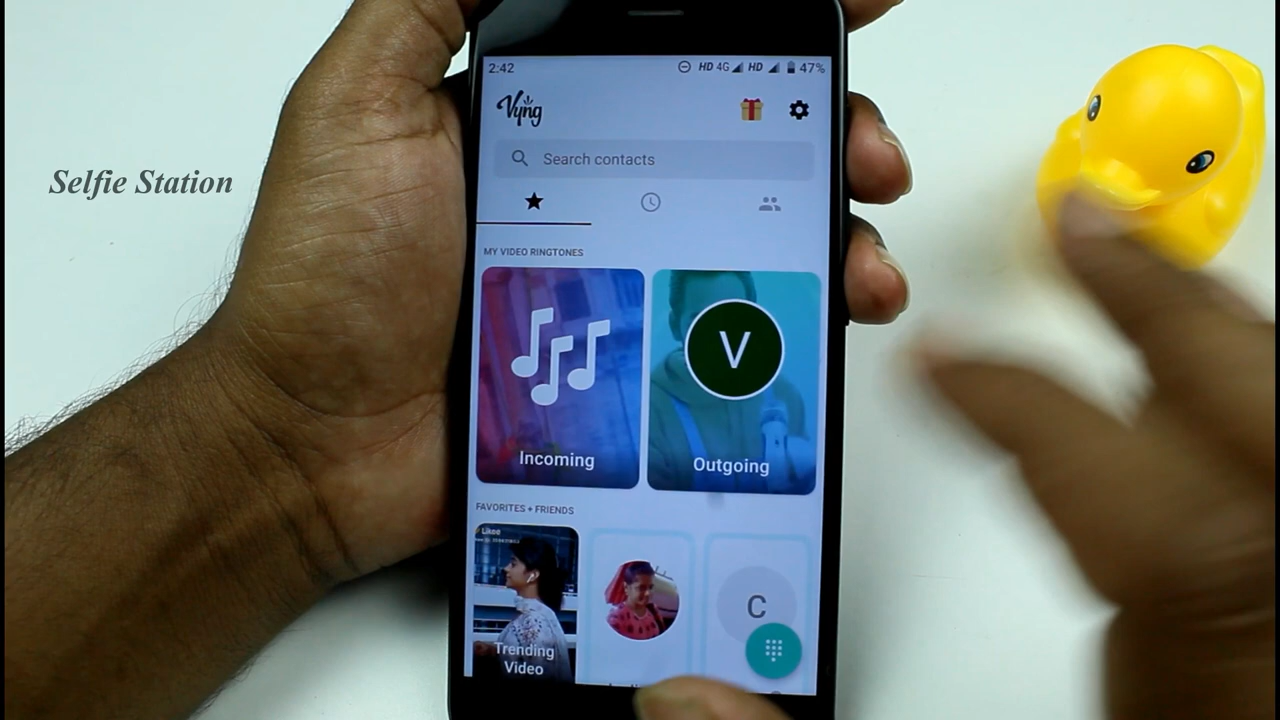 2:42
HD 4G HD 47%
Vyng
Search contacts
Selfie Station
MY VIDEO RINGTONES
V
Incoming
Outgoing
FAVORITES + FRIENDS
Likee
C
Trending
Video